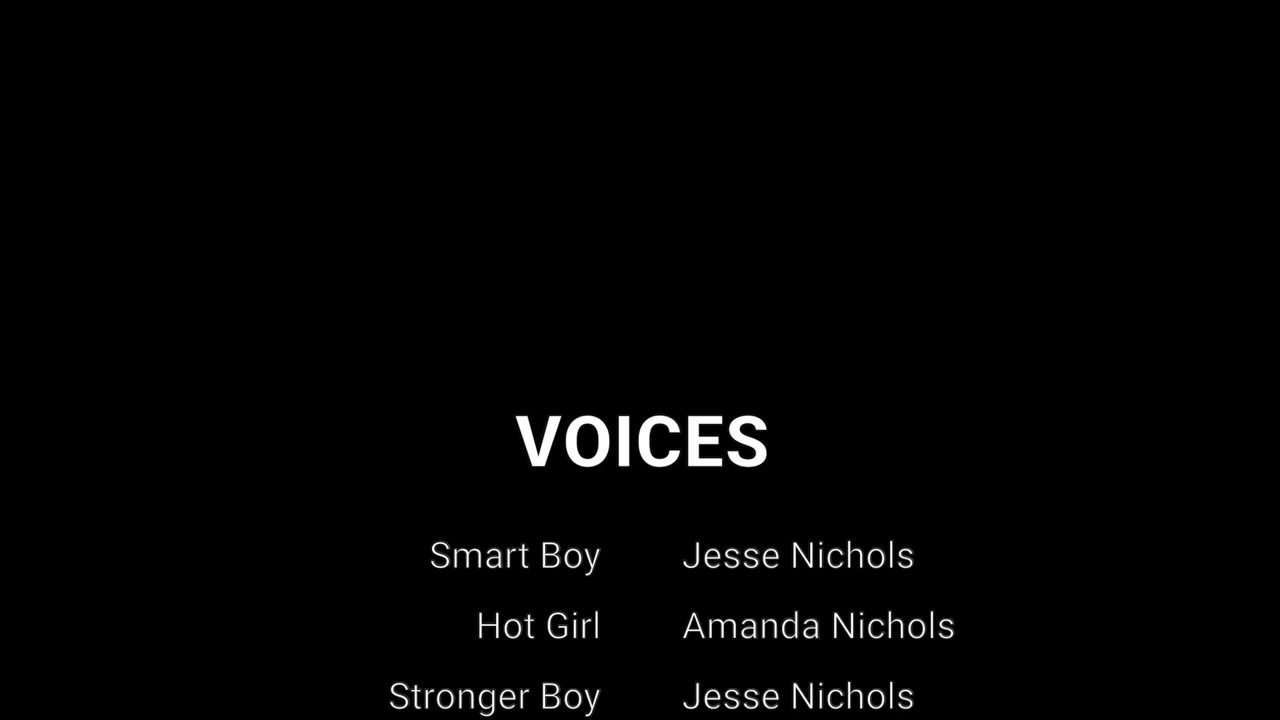 VOICES
Smart Boy Jesse Nichols
Hot Girl Amanda Nichols
Stronger Boy Jesse Nichols